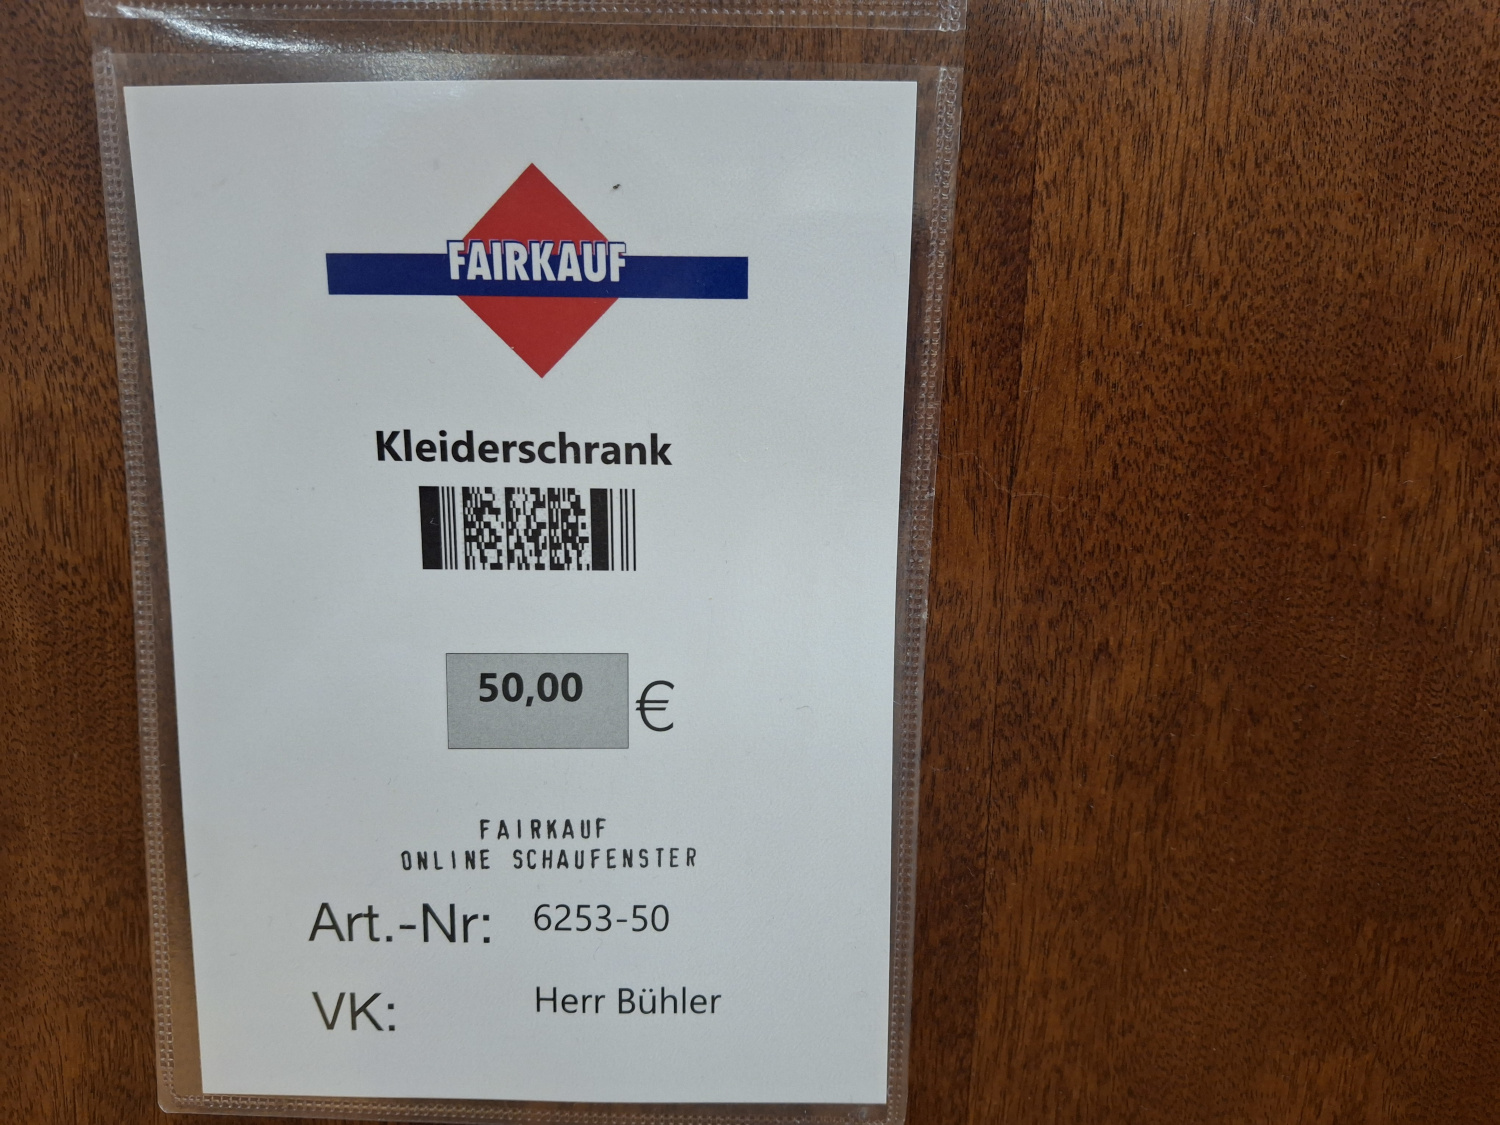 FAIRKAUF
Kleiderschrank
50,00 €
FAIRKAUF
ONLINE SCHAUFENSTER
Art.-Nr: 6253-50
VK: Herr Bühler